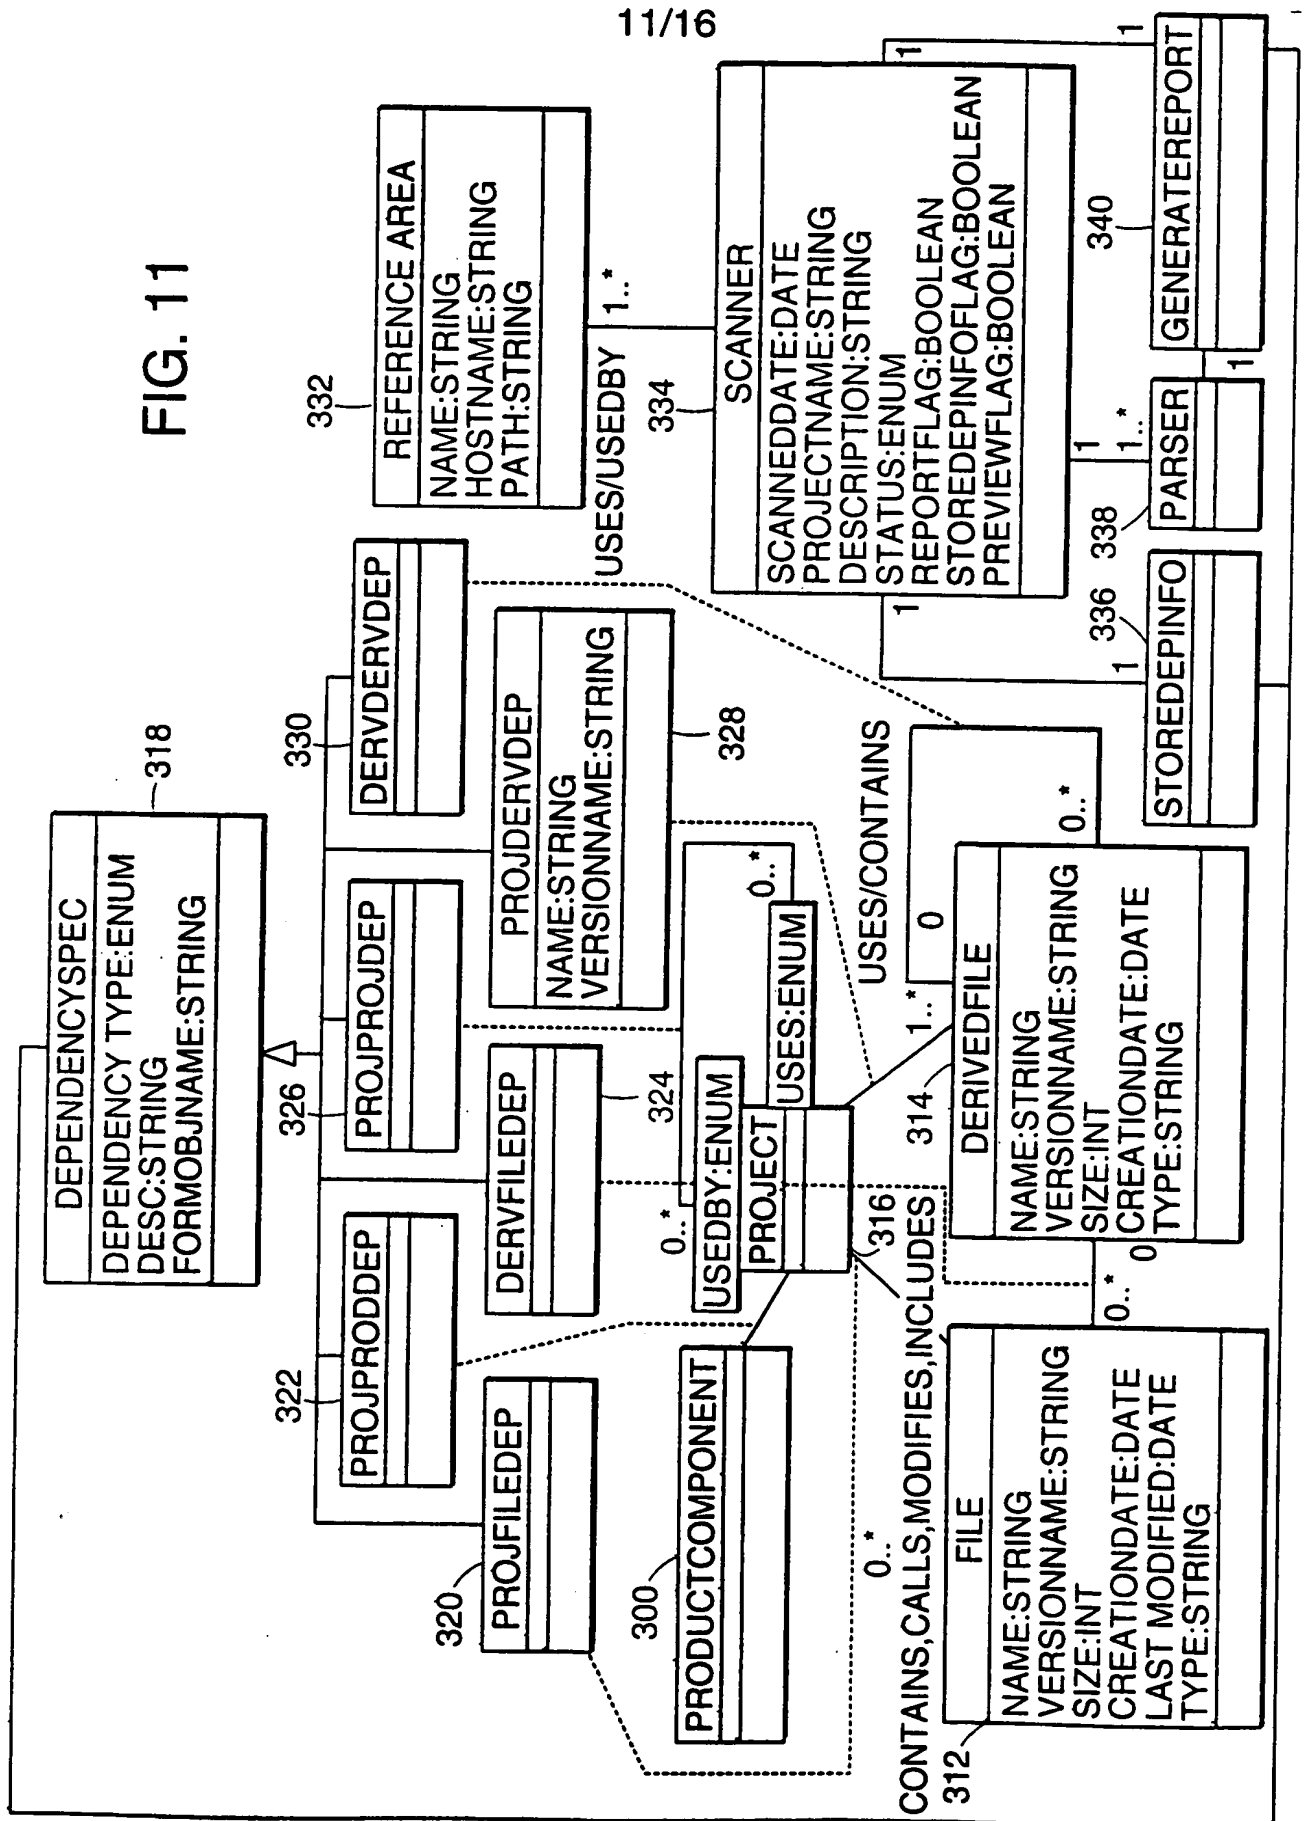 11/16
FIG. 11
DEPENDENCYSPEC
DEPENDENCY TYPE:ENUM
DESC:STRING
FORMOBJNAME:STRING
318
320
PROJFILEDEP
322
PROJPRODDEP
DERVFILEDEP
324
326
PROJPROJDEP
PROJDERVDEP
NAME:STRING
VERSIONNAME:STRING
328
330
DERVDERVDEP
332
REFERENCE AREA
NAME:STRING
HOSTNAME:STRING
PATH:STRING
USES/USEDBY
1..*
300
PRODUCTCOMPONENT
0..*
USEDBY:ENUM
PROJECT
USES:ENUM
0..*
316
334
SCANNER
SCANNEDDATE:DATE
PROJECTNAME:STRING
DESCRIPTION:STRING
STATUS:ENUM
REPORTFLAG:BOOLEAN
STOREDEPINFOFLAG:BOOLEAN
PREVIEWFLAG:BOOLEAN
1
1
1
0..*
CONTAINS,CALLS,MODIFIES,INCLUDES
312
FILE
NAME:STRING
VERSIONNAME:STRING
SIZE:INT
CREATIONDATE:DATE
LAST MODIFIED:DATE
TYPE:STRING
0..*
0
314
1..*
DERIVEDFILE
NAME:STRING
VERSIONNAME:STRING
SIZE:INT
CREATIONDATE:DATE
TYPE:STRING
USES/CONTAINS
0
0..*
336
1
STOREDEPINFO
338
1..*
PARSER
1
340
1
GENERATEREPORT